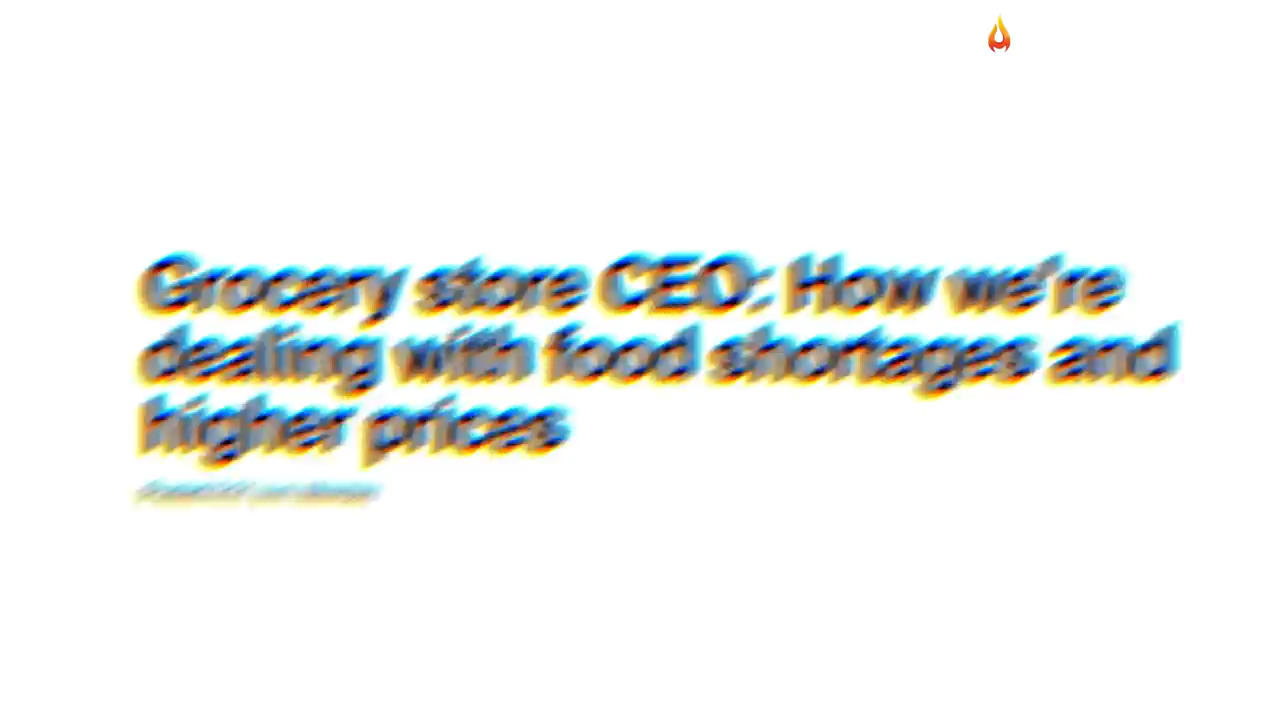 Grocery store CEO: How we're
dealing with food shortages and
higher prices